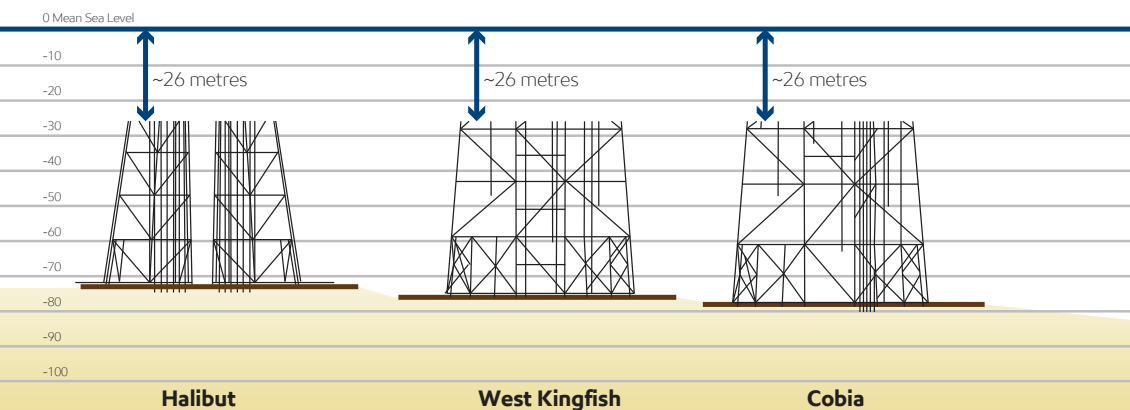 0 Mean Sea Level
-10
~26 metres
~26 metres
~26 metres
-20
-30
-40
-50
-60
-70
-80
-90
-100
Halibut
West Kingfish
Cobia